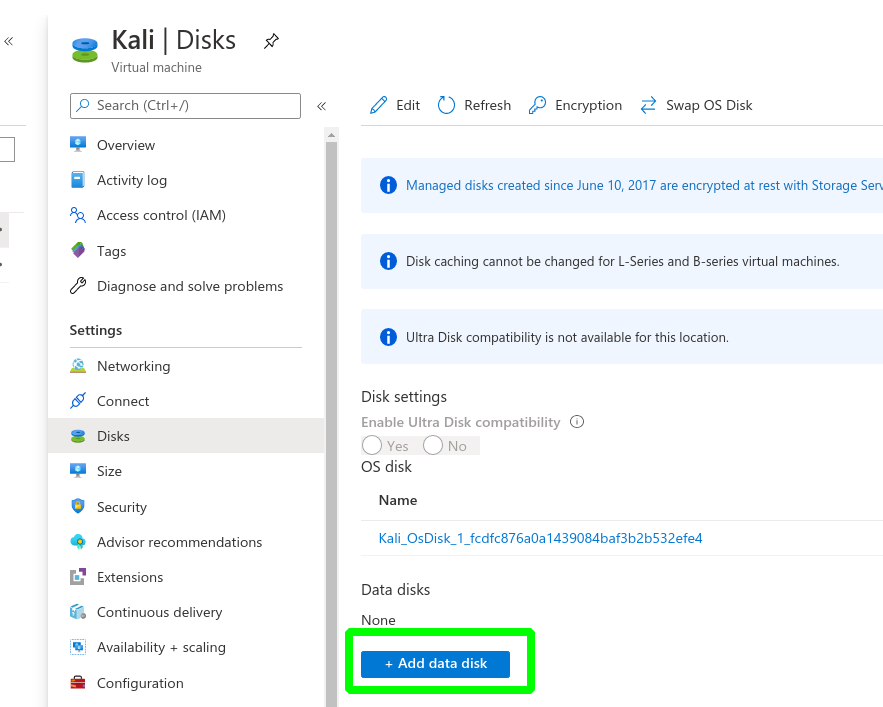 Kali | Disks
Virtual machine
Search (Ctrl+/)
Overview
Activity log
Access control (IAM)
Tags
Diagnose and solve problems
Settings
Networking
Connect
Disks
Size
Security
Advisor recommendations
Extensions
Continuous delivery
Availability + scaling
Configuration
Edit Refresh Encryption Swap OS Disk
Managed disks created since June 10, 2017 are encrypted at rest with Storage
Disk caching cannot be changed for L-Series and B-series virtual machines.
Ultra Disk compatibility is not available for this location.
Disk settings
Enable Ultra Disk compatibility
Yes No
OS disk
Name
Kali_OsDisk_1_fcdfc876a0a1439084baf3b2b532efe4
Data disks
None
+ Add data disk